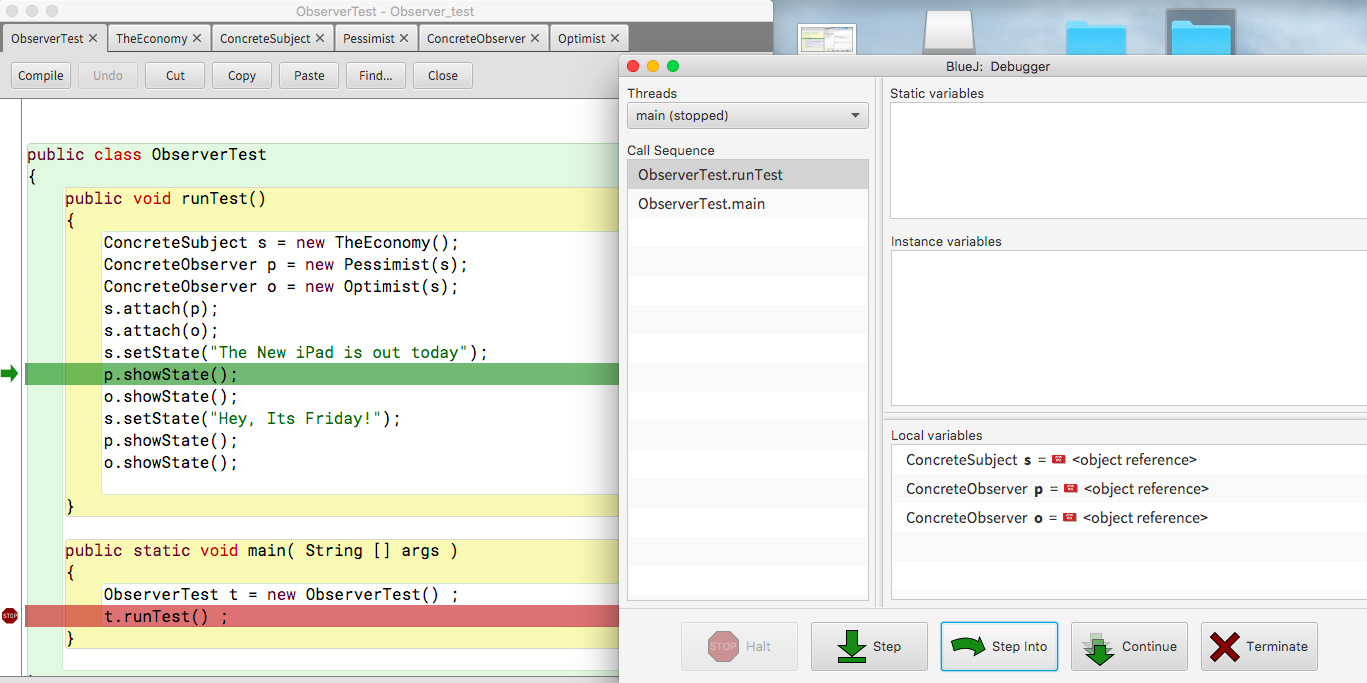 ObserverTest - Observer_test
ObserverTest TheEconomy ConcreteSubject Pessimist ConcreteObserver Optimist
Compile Undo Cut Copy Paste Find... Close
public class ObserverTest
{
public void runTest()
{
ConcreteSubject s = new TheEconomy();
ConcreteObserver p = new Pessimist(s);
ConcreteObserver o = new Optimist(s);
s.attach(p);
s.attach(o);
s.setState("The New iPad is out today");
p.showState();
o.showState();
s.setState("Hey, Its Friday!");
p.showState();
o.showState();
}
public static void main( String [] args )
{
ObserverTest t = new ObserverTest() ;
STOP t.runTest() ;
}
BlueJ: Debugger
Threads
main (stopped)
Call Sequence
ObserverTest.runTest
ObserverTest.main
Static variables
Instance variables
Local variables
ConcreteSubject s = <object reference>
ConcreteObserver p = <object reference>
ConcreteObserver o = <object reference>
STOP Halt Step Step Into Continue Terminate